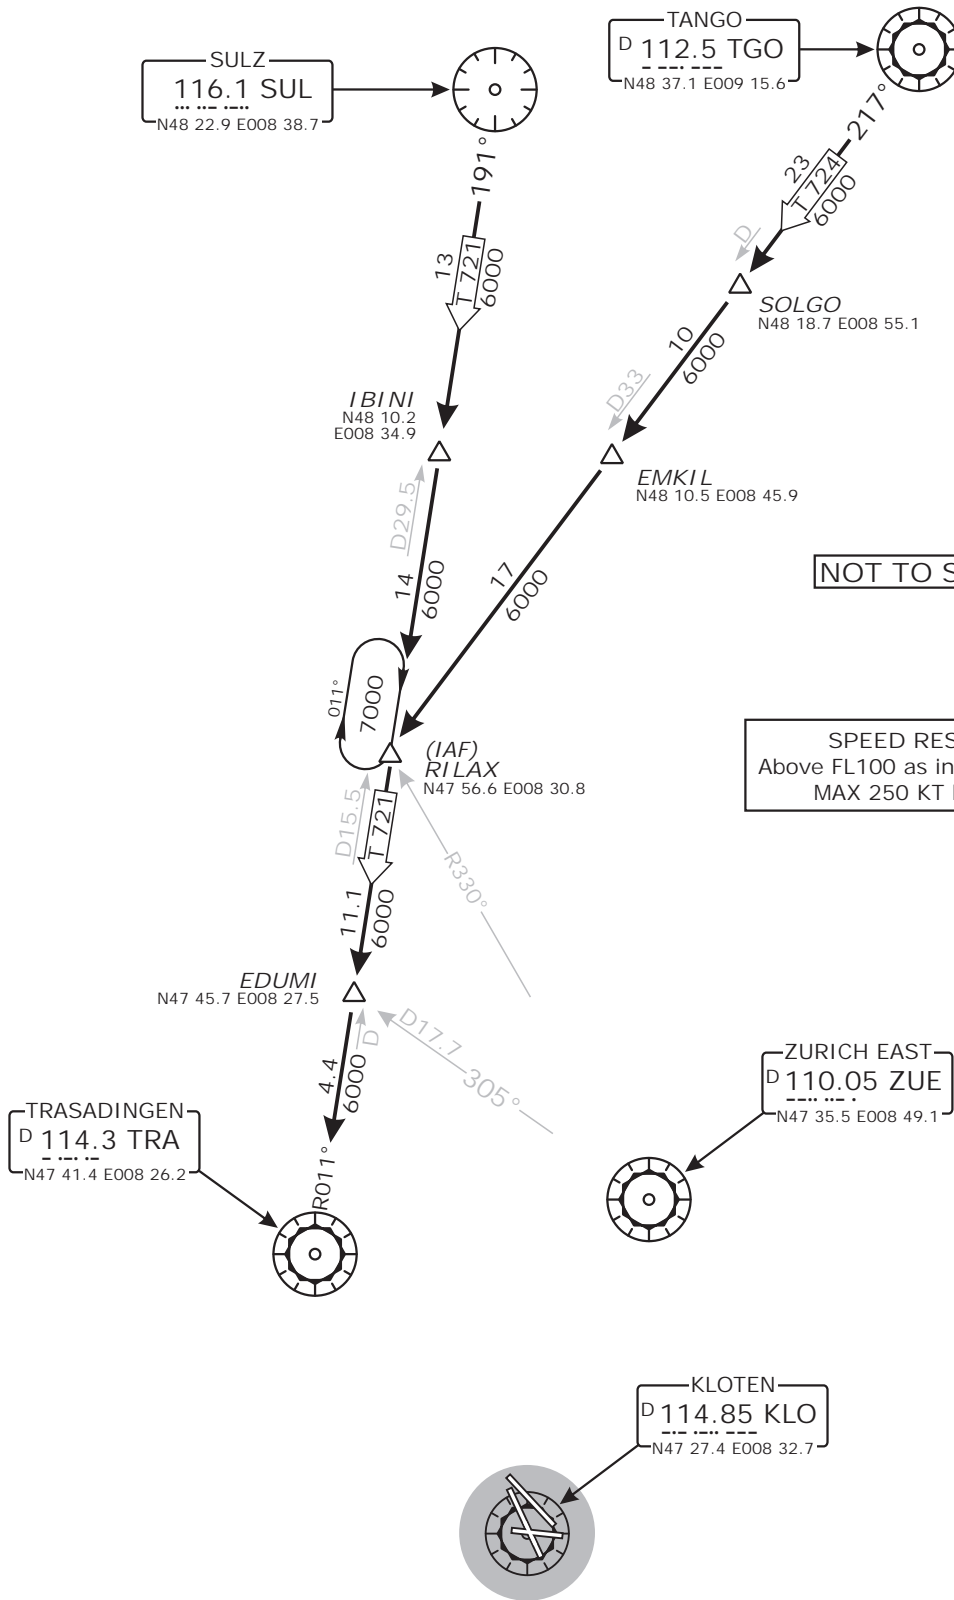 TANGO
D 112.5 TGO
N48 37.1 E009 15.6
SULZ
116.1 SUL
N48 22.9 E008 38.7
217°
191°
23
T 724
6000
13
T 721
6000
D
SOLGO
N48 18.7 E008 55.1
10
6000
D33
IBINI
N48 10.2
E008 34.9
EMKIL
N48 10.5 E008 45.9
D29.5
14
6000
17
6000
NOT TO S
011°
7000
(IAF)
RILAX
N47 56.6 E008 30.8
SPEED RES
Above FL100 as in
MAX 250 KT
D15.5
T 721
R330°
11.1
6000
EDUMI
N47 45.7 E008 27.5
D17.7
305°
D
4.4
6000
ZURICH EAST
D 110.05 ZUE
N47 35.5 E008 49.1
TRASADINGEN
D 114.3 TRA
N47 41.4 E008 26.2
R011°
KLOTEN
D 114.85 KLO
N47 27.4 E008 32.7